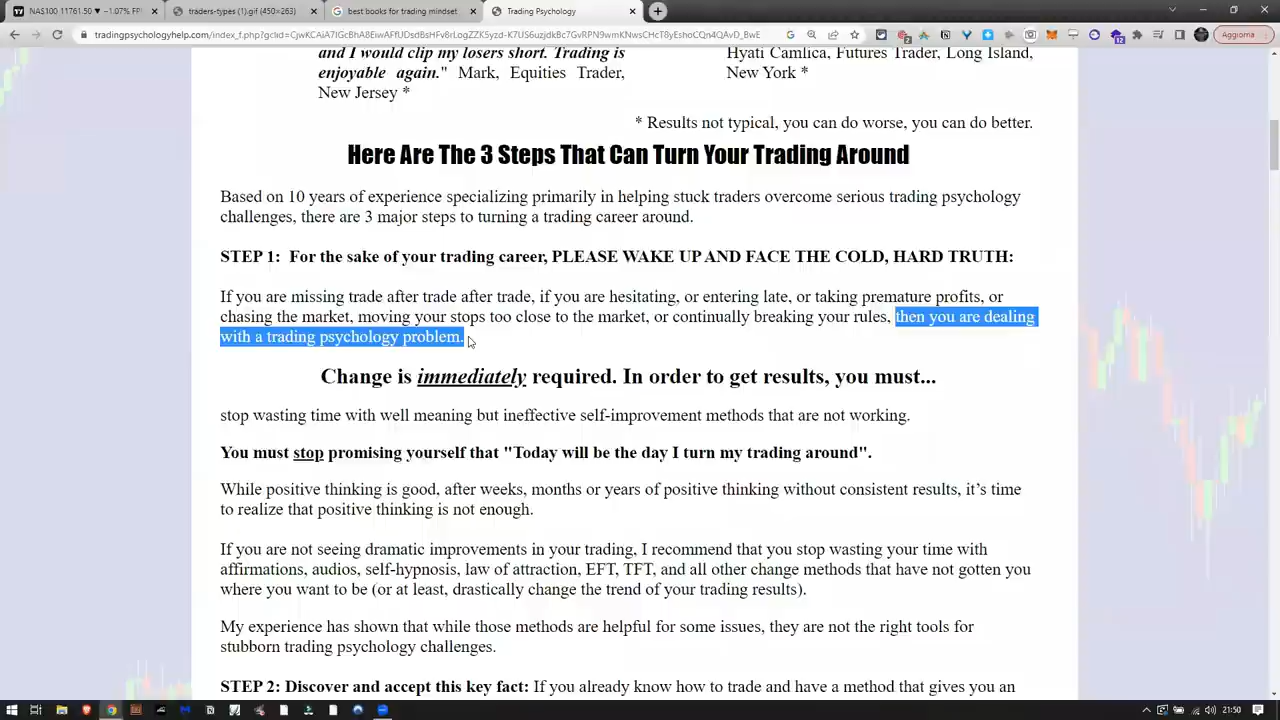 NAS100 11761.50 −1.07% FPI
traders-types (1).gif (450×263)
best books for trading mindset
Trading Psychology
tradingpsychologyhelp.com/index_f.php?gclid=
Aggiorna
and I would clip my losers short. Trading is
enjoyable again." Mark, Equities Trader,
New Jersey *
Hyati Camlica, Futures Trader, Long Island,
New York *
* Results not typical, you can do worse, you can do better.
Here Are The 3 Steps That Can Turn Your Trading Around
Based on 10 years of experience specializing primarily in helping stuck traders overcome serious trading psychology
challenges, there are 3 major steps to turning a trading career around.
STEP 1: For the sake of your trading career, PLEASE WAKE UP AND FACE THE COLD, HARD TRUTH:
If you are missing trade after trade after trade, if you are hesitating, or entering late, or taking premature profits, or
chasing the market, moving your stops too close to the market, or continually breaking your rules, then you are dealing
with a trading psychology problem.
Change is immediately required. In order to get results, you must...
stop wasting time with well meaning but ineffective self-improvement methods that are not working.
You must stop promising yourself that "Today will be the day I turn my trading around".
While positive thinking is good, after weeks, months or years of positive thinking without consistent results, it's time
to realize that positive thinking is not enough.
If you are not seeing dramatic improvements in your trading, I recommend that you stop wasting your time with
affirmations, audios, self-hypnosis, law of attraction, EFT, TFT, and all other change methods that have not gotten you
where you want to be (or at least, drastically change the trend of your trading results).
My experience has shown that while those methods are helpful for some issues, they are not the right tools for
stubborn trading psychology challenges.
STEP 2: Discover and accept this key fact: If you already know how to trade and have a method that gives you an
21:50